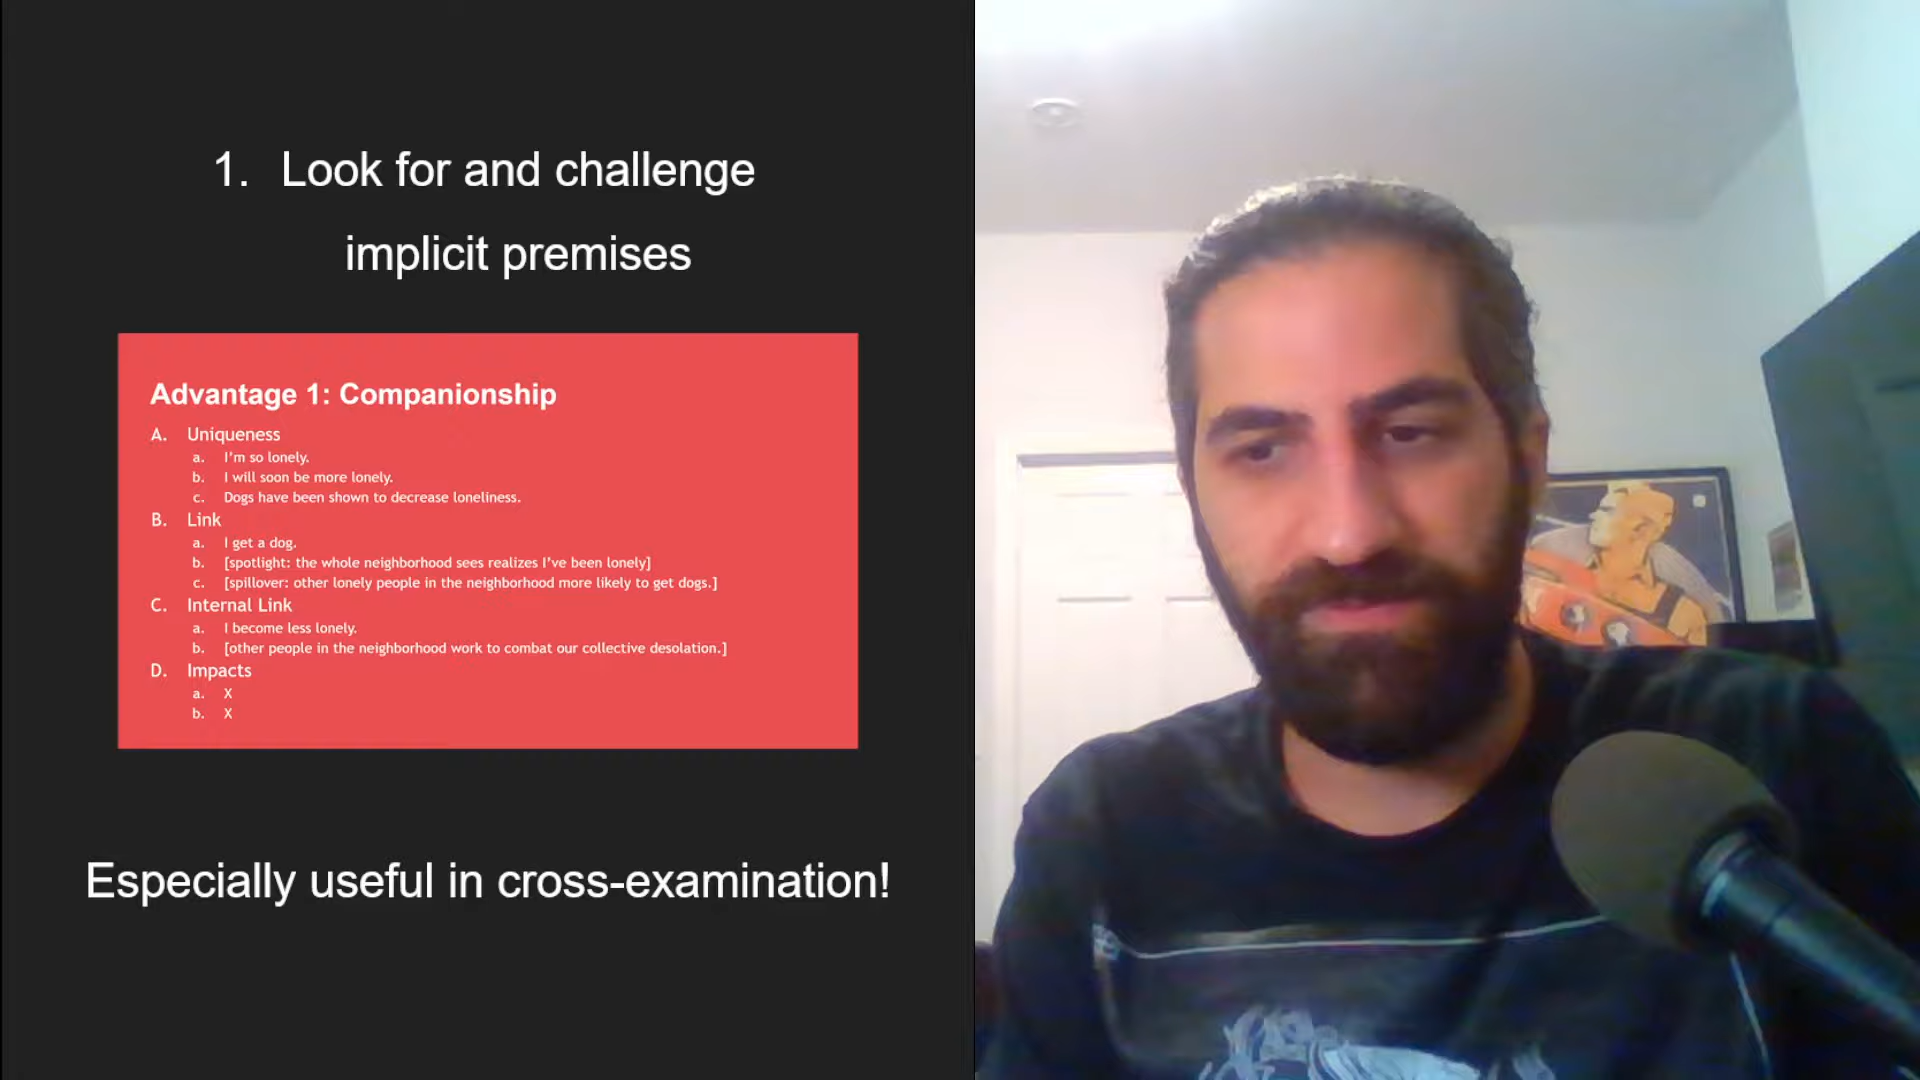 1. Look for and challenge
implicit premises
Advantage 1: Companionship
A. Uniqueness
a. I'm so lonely.
b. I will soon be more lonely.
c. Dogs have been shown to decrease loneliness.
B. Link
a. I get a dog.
b. [spotlight: the whole neighborhood sees realizes I've been lonely]
c. [spillover: other lonely people in the neighborhood more likely to get dogs.]
C. Internal Link
a. I become less lonely.
b. [other people in the neighborhood work to combat our collective desolation.]
D. Impacts
a. X
b. X
Especially useful in cross-examination!